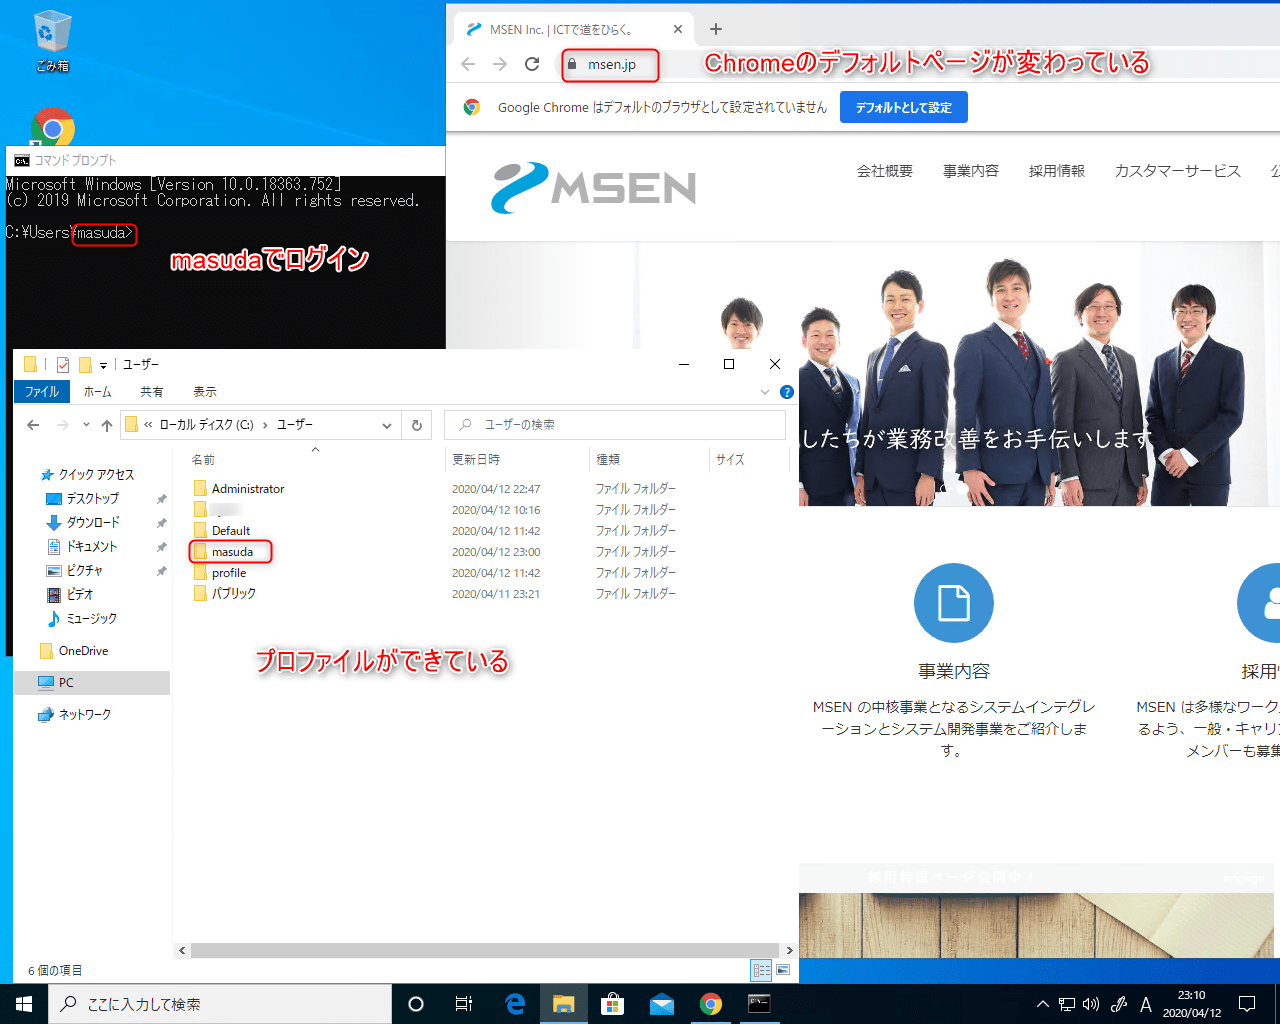 ごみ箱
MSEN Inc. | ICTで道をひらく。
msen.jp
Chromeのデフォルトページが変わっている
Google Chrome はデフォルトのブラウザとして設定されていません
デフォルトとして設定
MSEN
会社概要 事業内容 採用情報 カスタマーサービス
コマンド プロンプト
Microsoft Windows [Version 10.0.18363.752]
(c) 2019 Microsoft Corporation. All rights reserved.
C:¥Users¥masuda>
masudaでログイン
したちが業務改善をお手伝いします
ユーザー
ファイル ホーム 共有 表示
« ローカル ディスク (C:) › ユーザー
ユーザーの検索
名前 更新日時 種類 サイズ
Administrator 2020/04/12 22:47 ファイル フォルダー
2020/04/12 10:16 ファイル フォルダー
Default 2020/04/12 11:42 ファイル フォルダー
masuda 2020/04/12 23:00 ファイル フォルダー
profile 2020/04/12 11:42 ファイル フォルダー
パブリック 2020/04/11 23:21 ファイル フォルダー
クイック アクセス
デスクトップ
ダウンロード
ドキュメント
ピクチャ
ビデオ
ミュージック
OneDrive
PC
ネットワーク
プロファイルができている
6 個の項目
事業内容
MSEN の中核事業となるシステムインテグレ
ーションとシステム開発事業をご紹介しま
す。
採用
MSEN は多様なワーク
るよう、一般・キャリ
メンバーも募集
採用特設ページ公開中！
ここに入力して検索
A
23:10
2020/04/12